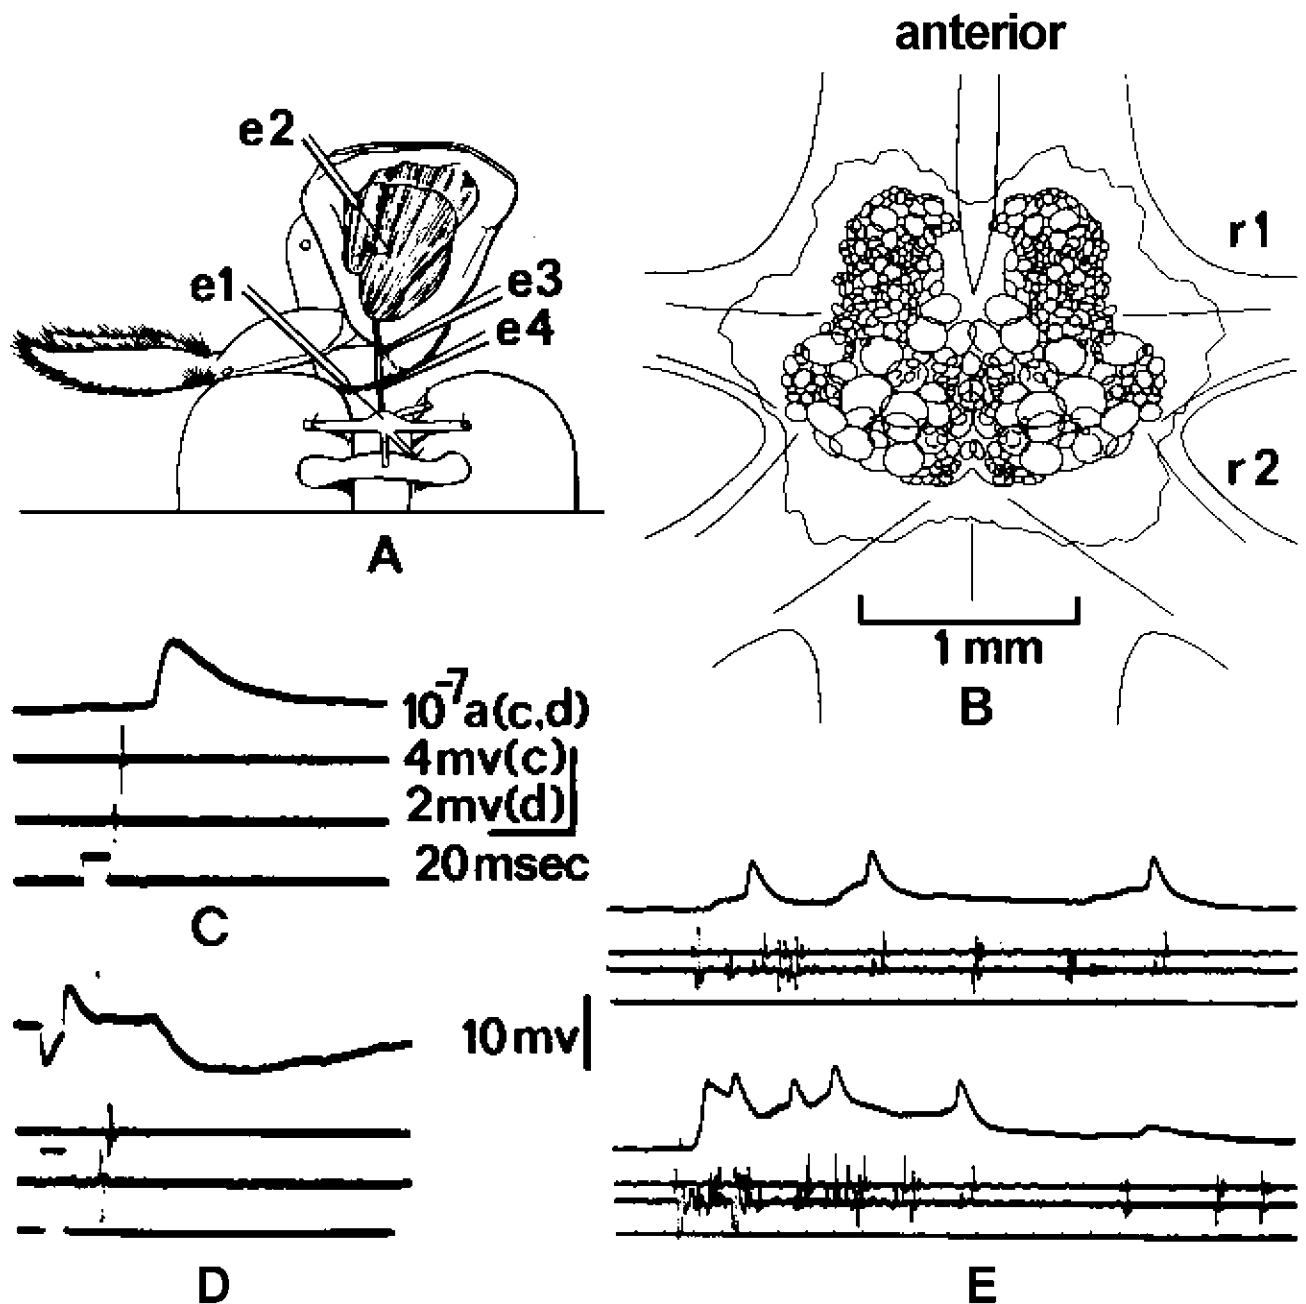 anterior
e2
r1
e1
e3
e4
r2
A
1 mm
B
10⁻⁷a(c,d)
4mv(c)
2mv(d)
20msec
C
10mv
D
E